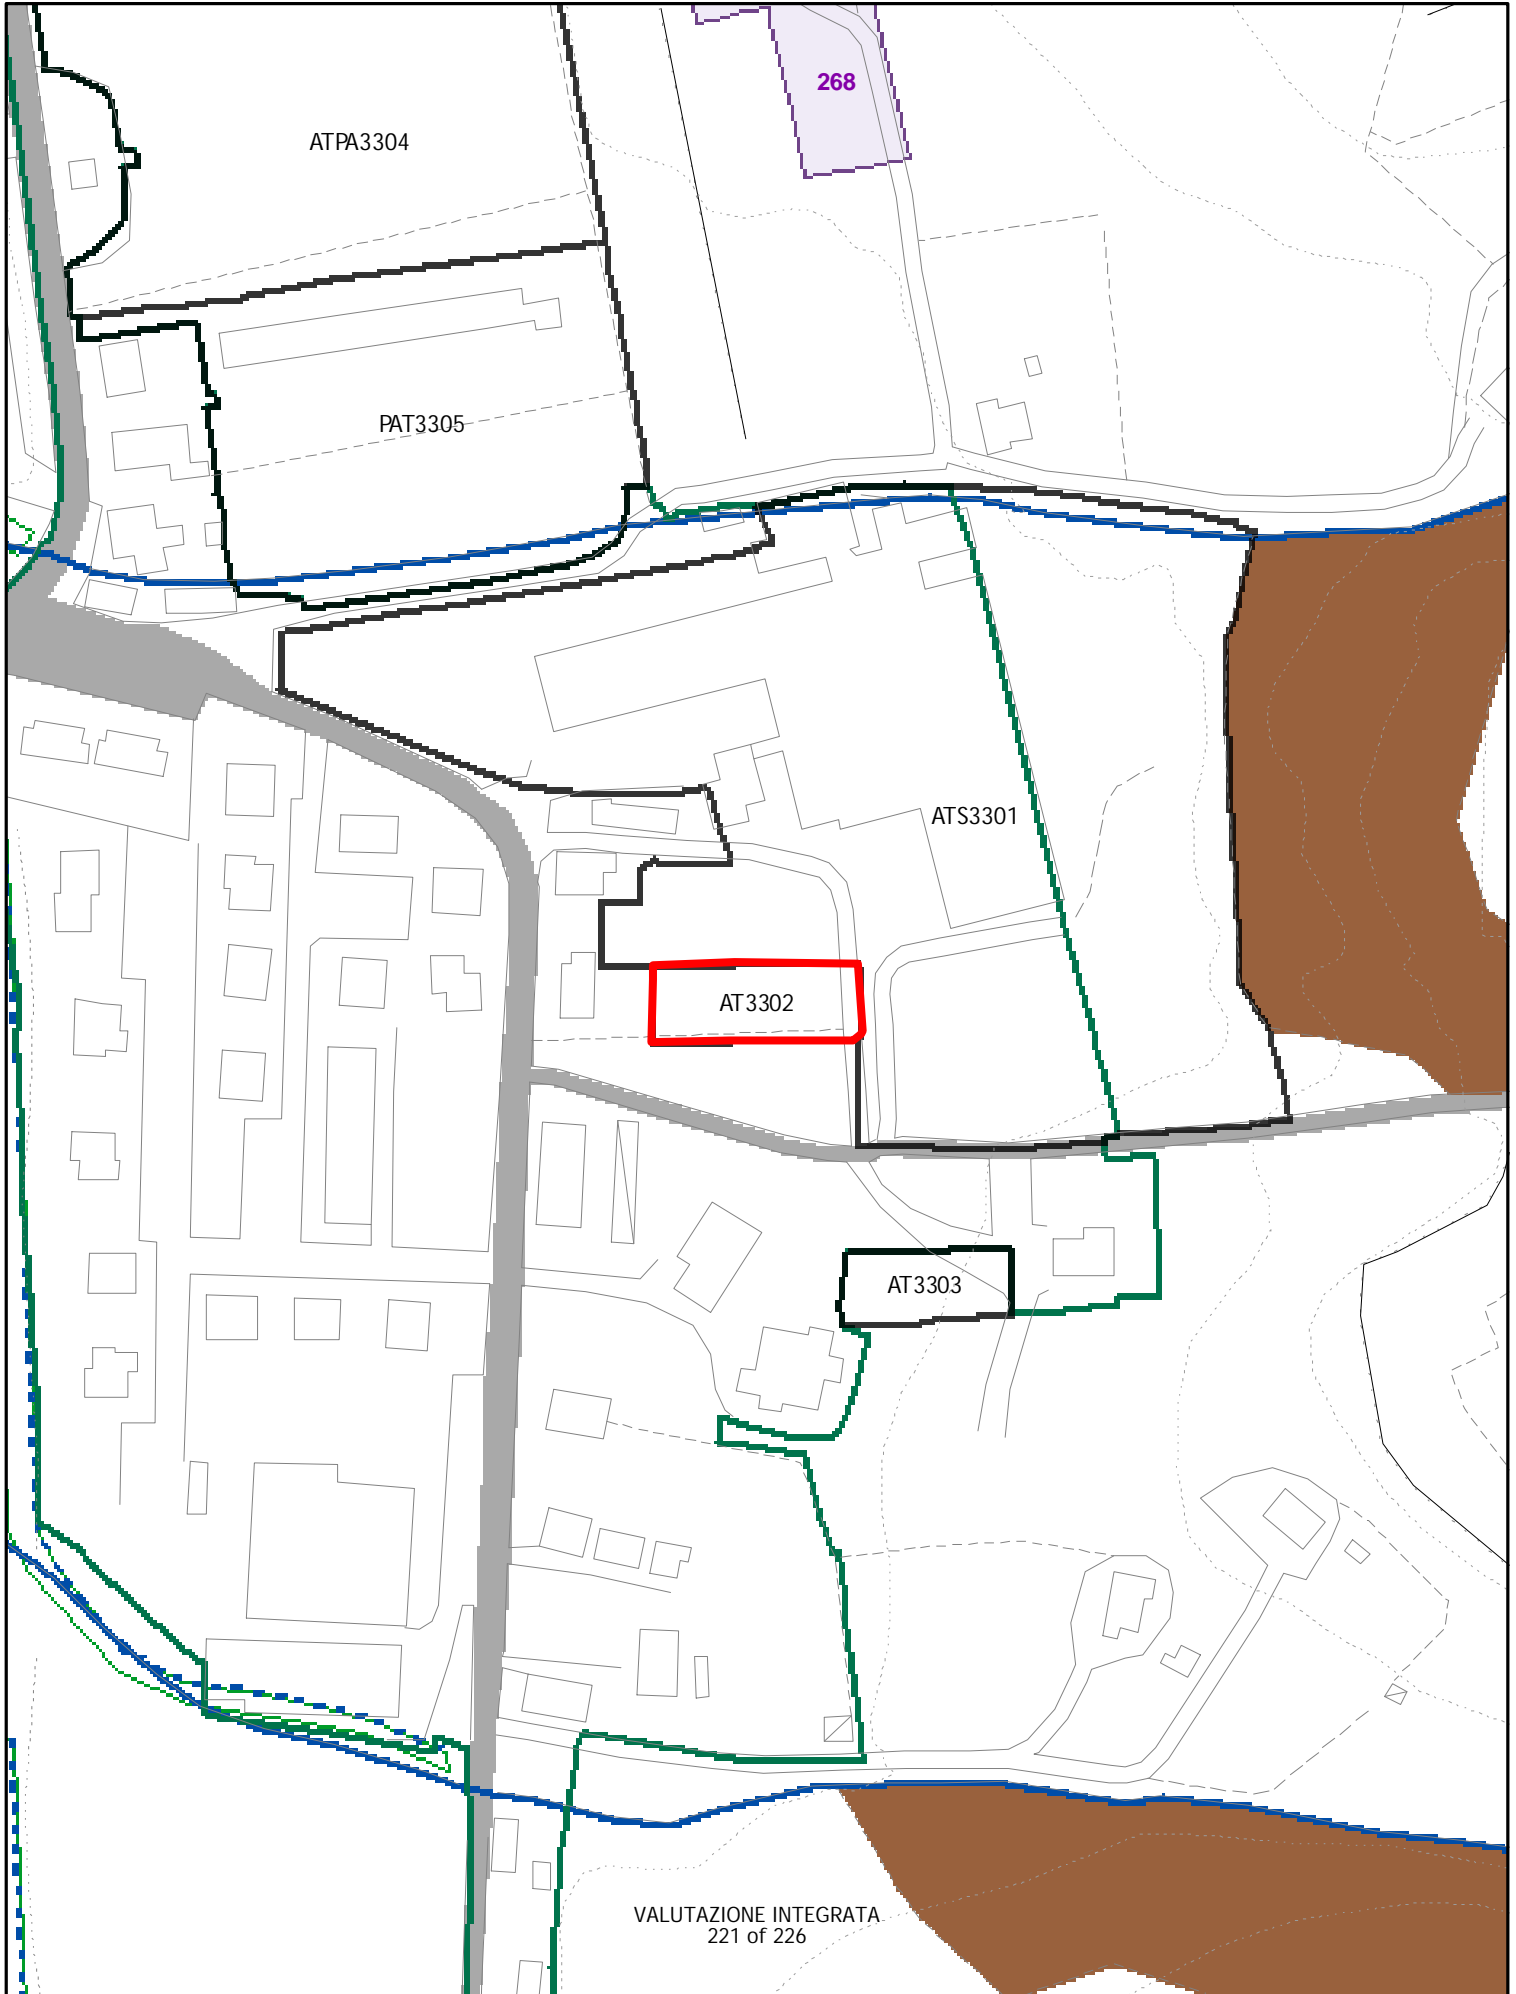 268
ATPA3304
PAT3305
ATS3301
AT3302
AT3303
VALUTAZIONE INTEGRATA
221 of 226